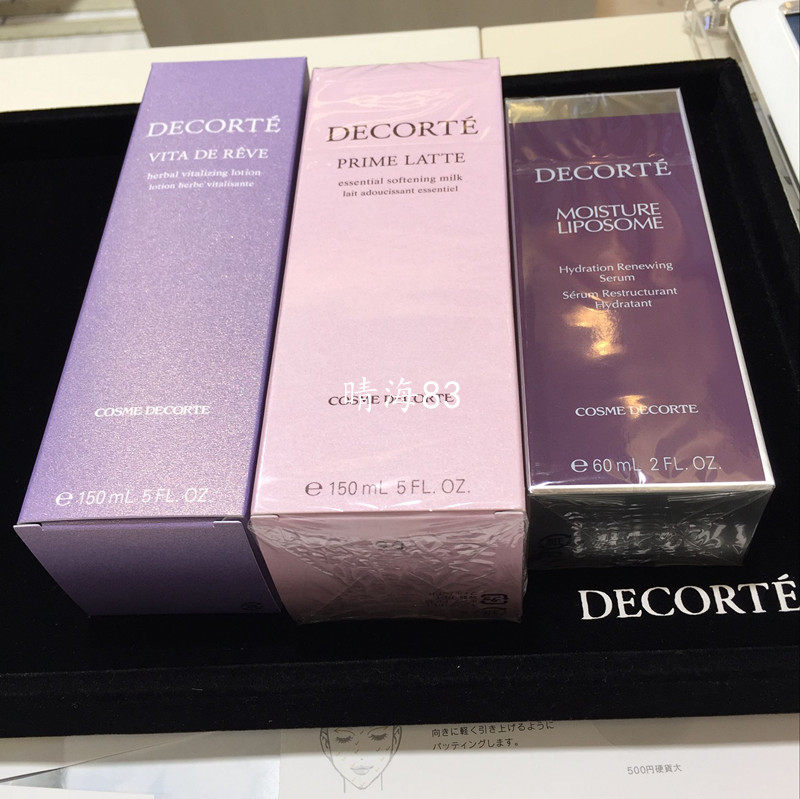 DECORTÉ
VITA DE RÊVE
herbal vitalizing lotion
lotion herbe vitalisante
COSME DECORTE
e 150 mL 5 FL. OZ.
DECORTÉ
PRIME LATTE
essential softening milk
lait adoucissant essentiel
COSME DECORTE
晴海83
e 150 mL 5 FL. OZ.
DECORTÉ
MOISTURE
LIPOSOME
Hydration Renewing
Serum
Sérum Restructurant
Hydratant
COSME DECORTE
e 60 mL 2 FL. OZ.
DECORTÉ
向きに軽く引き上げるように
パッティングします。
500円硬貨大